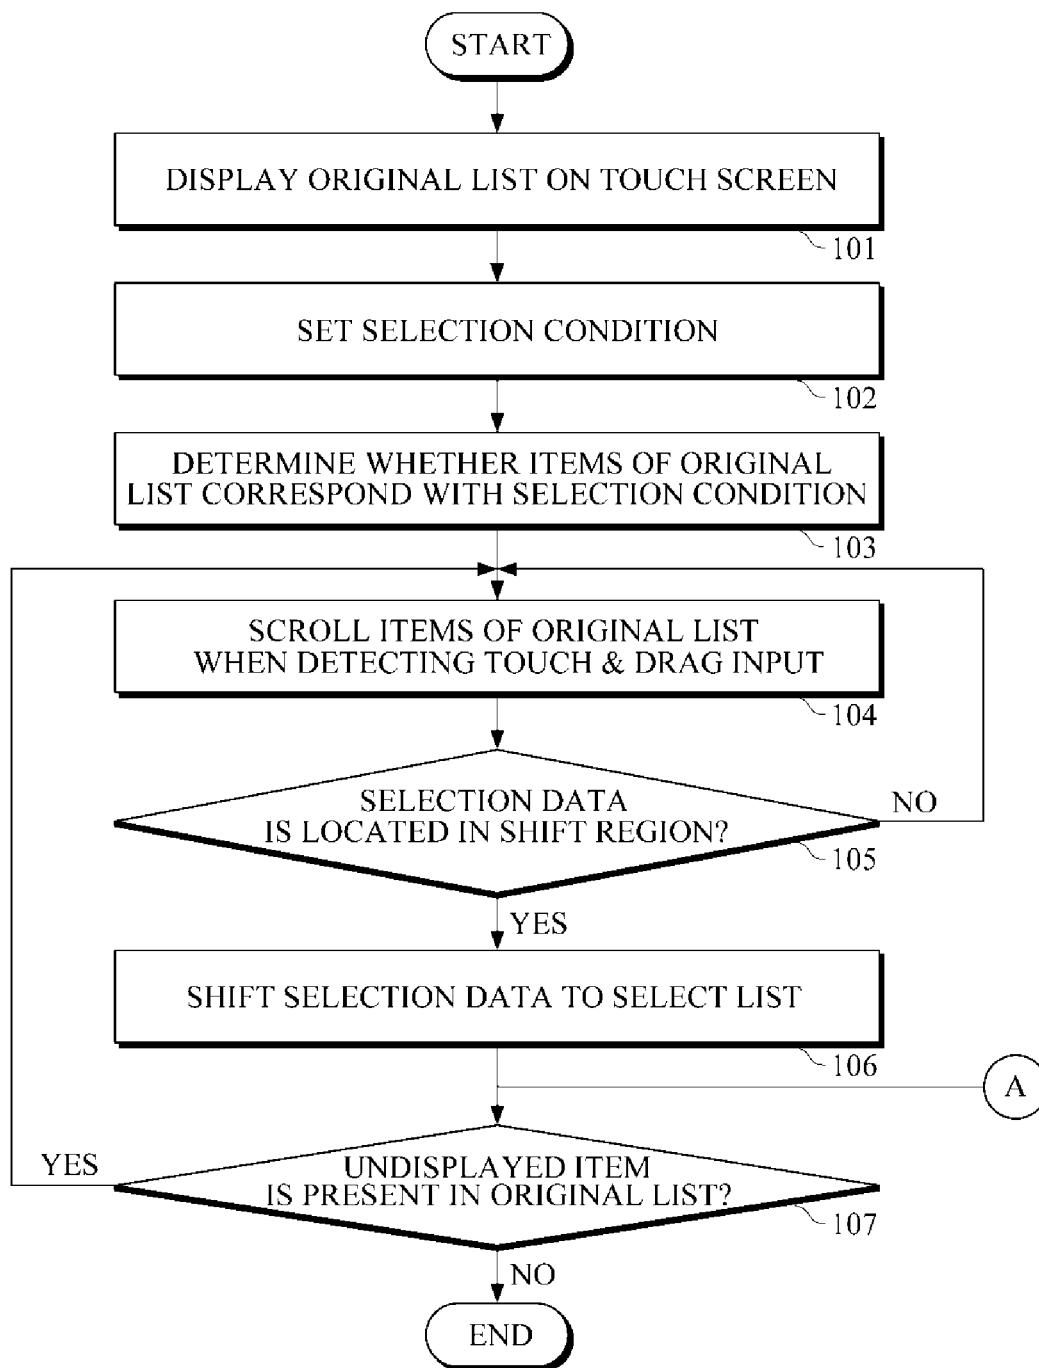 START
DISPLAY ORIGINAL LIST ON TOUCH SCREEN
101
SET SELECTION CONDITION
102
DETERMINE WHETHER ITEMS OF ORIGINAL
LIST CORRESPOND WITH SELECTION CONDITION
103
SCROLL ITEMS OF ORIGINAL LIST
WHEN DETECTING TOUCH & DRAG INPUT
104
SELECTION DATA
IS LOCATED IN SHIFT REGION?
NO
105
YES
SHIFT SELECTION DATA TO SELECT LIST
106
A
YES
UNDISPLAYED ITEM
IS PRESENT IN ORIGINAL LIST?
107
NO
END